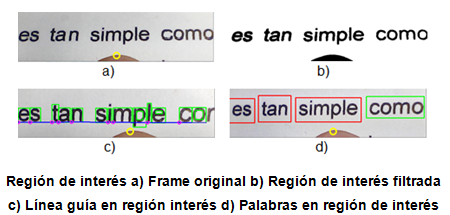 es tan simple como
es tan simple como
a)
b)
es tan simple cor
es tan simple como
c)
d)
Región de interés a) Frame original b) Región de interés filtrada
c) Línea guía en región interés d) Palabras en región de interés